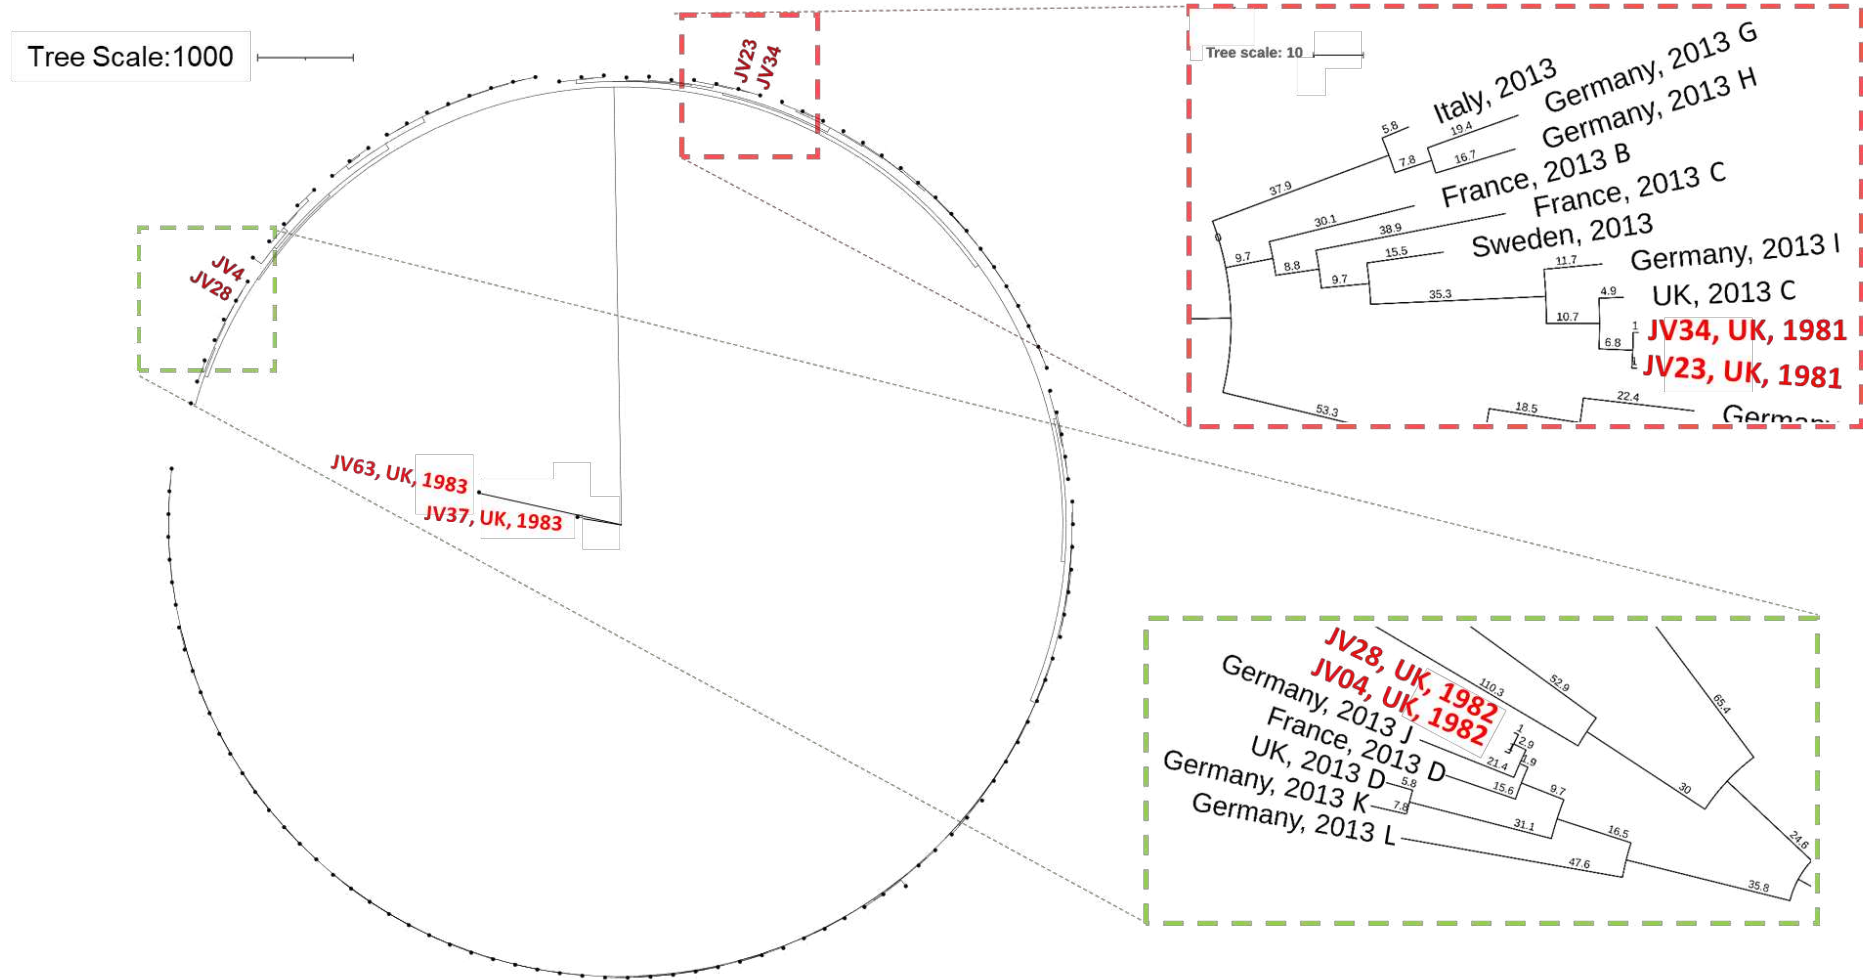 Tree Scale:1000
JV23
JV34
JV4
JV28
JV63, UK, 1983
JV37, UK, 1983
Tree scale: 10
Italy, 2013
Germany, 2013 G
Germany, 2013 H
France, 2013 B
France, 2013 C
Sweden, 2013
Germany, 2013 I
UK, 2013 C
JV34, UK, 1981
JV23, UK, 1981
5.8
19.4
7.8
16.7
37.9
0
30.1
38.9
9.7
8.8
15.5
9.7
11.7
35.3
4.9
10.7
1
6.8
1
53.3
18.5
22.4
JV28, UK, 1982
JV04, UK, 1982
Germany, 2013 J
France, 2013 D
UK, 2013 D
Germany, 2013 K
Germany, 2013 L
110.3
52.9
65.4
1
2.9
1.9
21.4
15.6
5.8
7.8
9.7
30
31.1
16.5
24.6
47.6
35.8